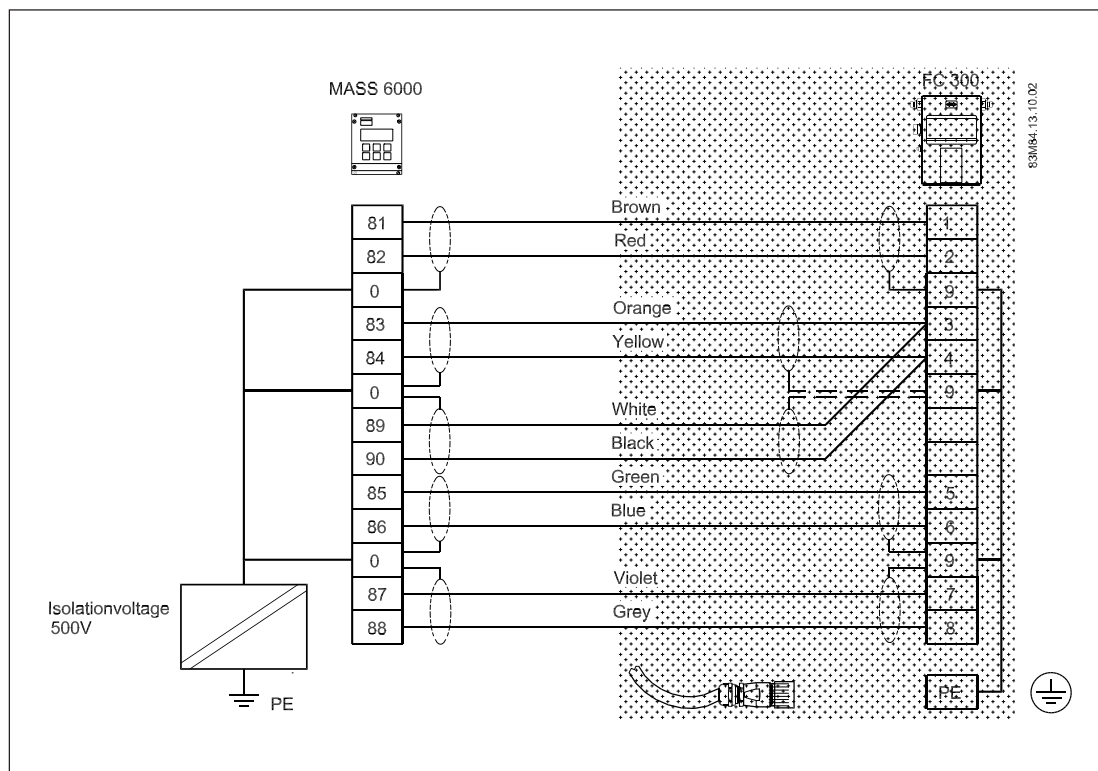 MASS 6000
FC 300
83M84.13.10.02
81
Brown
1
82
Red
2
0
9
83
Orange
3
84
Yellow
4
0
9
89
White
90
Black
85
Green
5
86
Blue
6
0
9
87
Violet
7
88
Grey
8
Isolationvoltage
500V
PE
PE